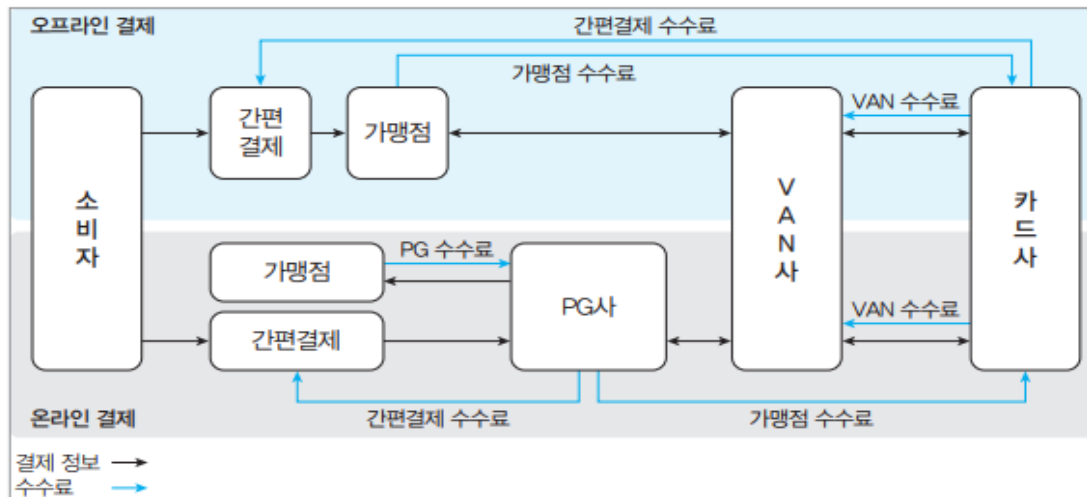 오프라인 결제
간편결제 수수료
가맹점 수수료
소비자
간편
결제
가맹점
VAN사
VAN 수수료
카드사
가맹점
PG 수수료
PG사
간편결제
VAN 수수료
온라인 결제
간편결제 수수료
가맹점 수수료
결제 정보
수수료